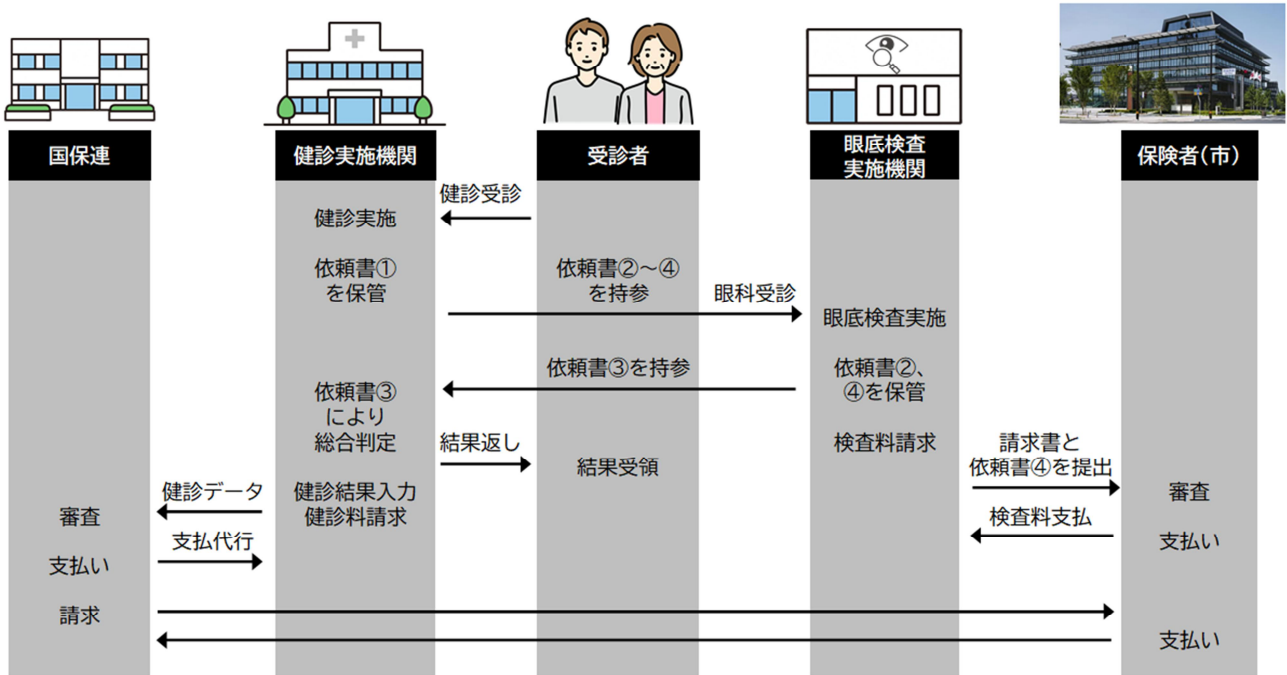 国保連
健診実施機関
受診者
眼底検査
実施機関
保険者(市)
健診受診
健診実施
依頼書①
を保管
依頼書②～④
を持参
眼科受診
眼底検査実施
依頼書③を持参
依頼書②、
④を保管
依頼書③
により
総合判定
結果返し
結果受領
検査料請求
請求書と
依頼書④を提出
審査
健診データ
健診結果入力
健診料請求
審査
検査料支払
支払い
支払代行
支払い
請求
支払い